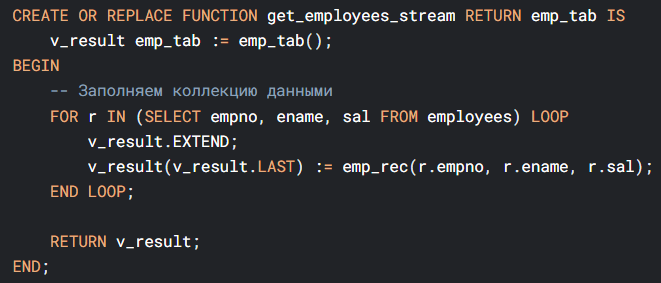 CREATE OR REPLACE FUNCTION get_employees_stream RETURN emp_tab IS
    v_result emp_tab := emp_tab();
BEGIN
    -- Заполняем коллекцию данными
    FOR r IN (SELECT empno, ename, sal FROM employees) LOOP
        v_result.EXTEND;
        v_result(v_result.LAST) := emp_rec(r.empno, r.ename, r.sal);
    END LOOP;

    RETURN v_result;
END;